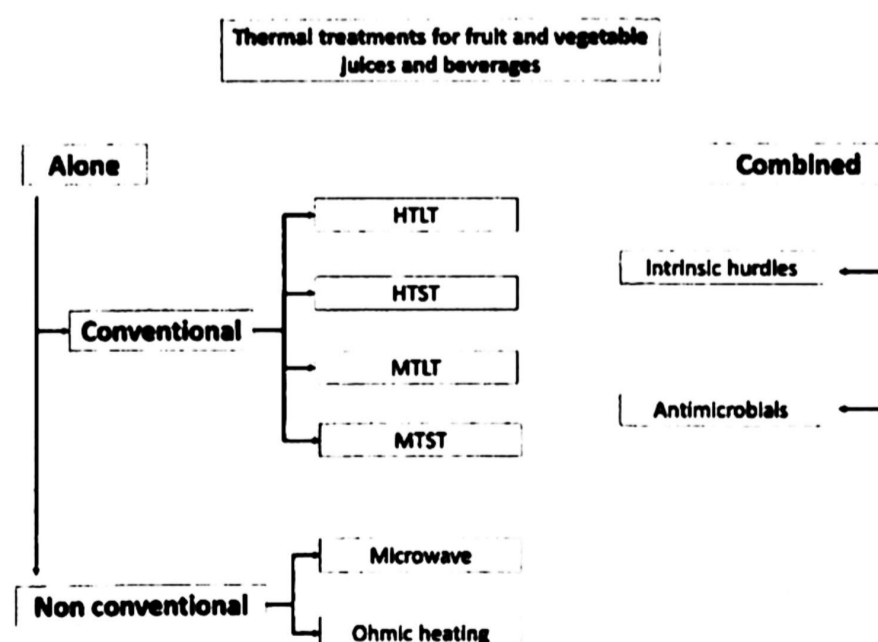 Thermal treatments for fruit and vegetable
juices and beverages
Alone
Combined
HTLT
Intrinsic hurdles
HTST
Conventional
MTLT
Antimicrobials
MTST
Microwave
Non conventional
Ohmic heating